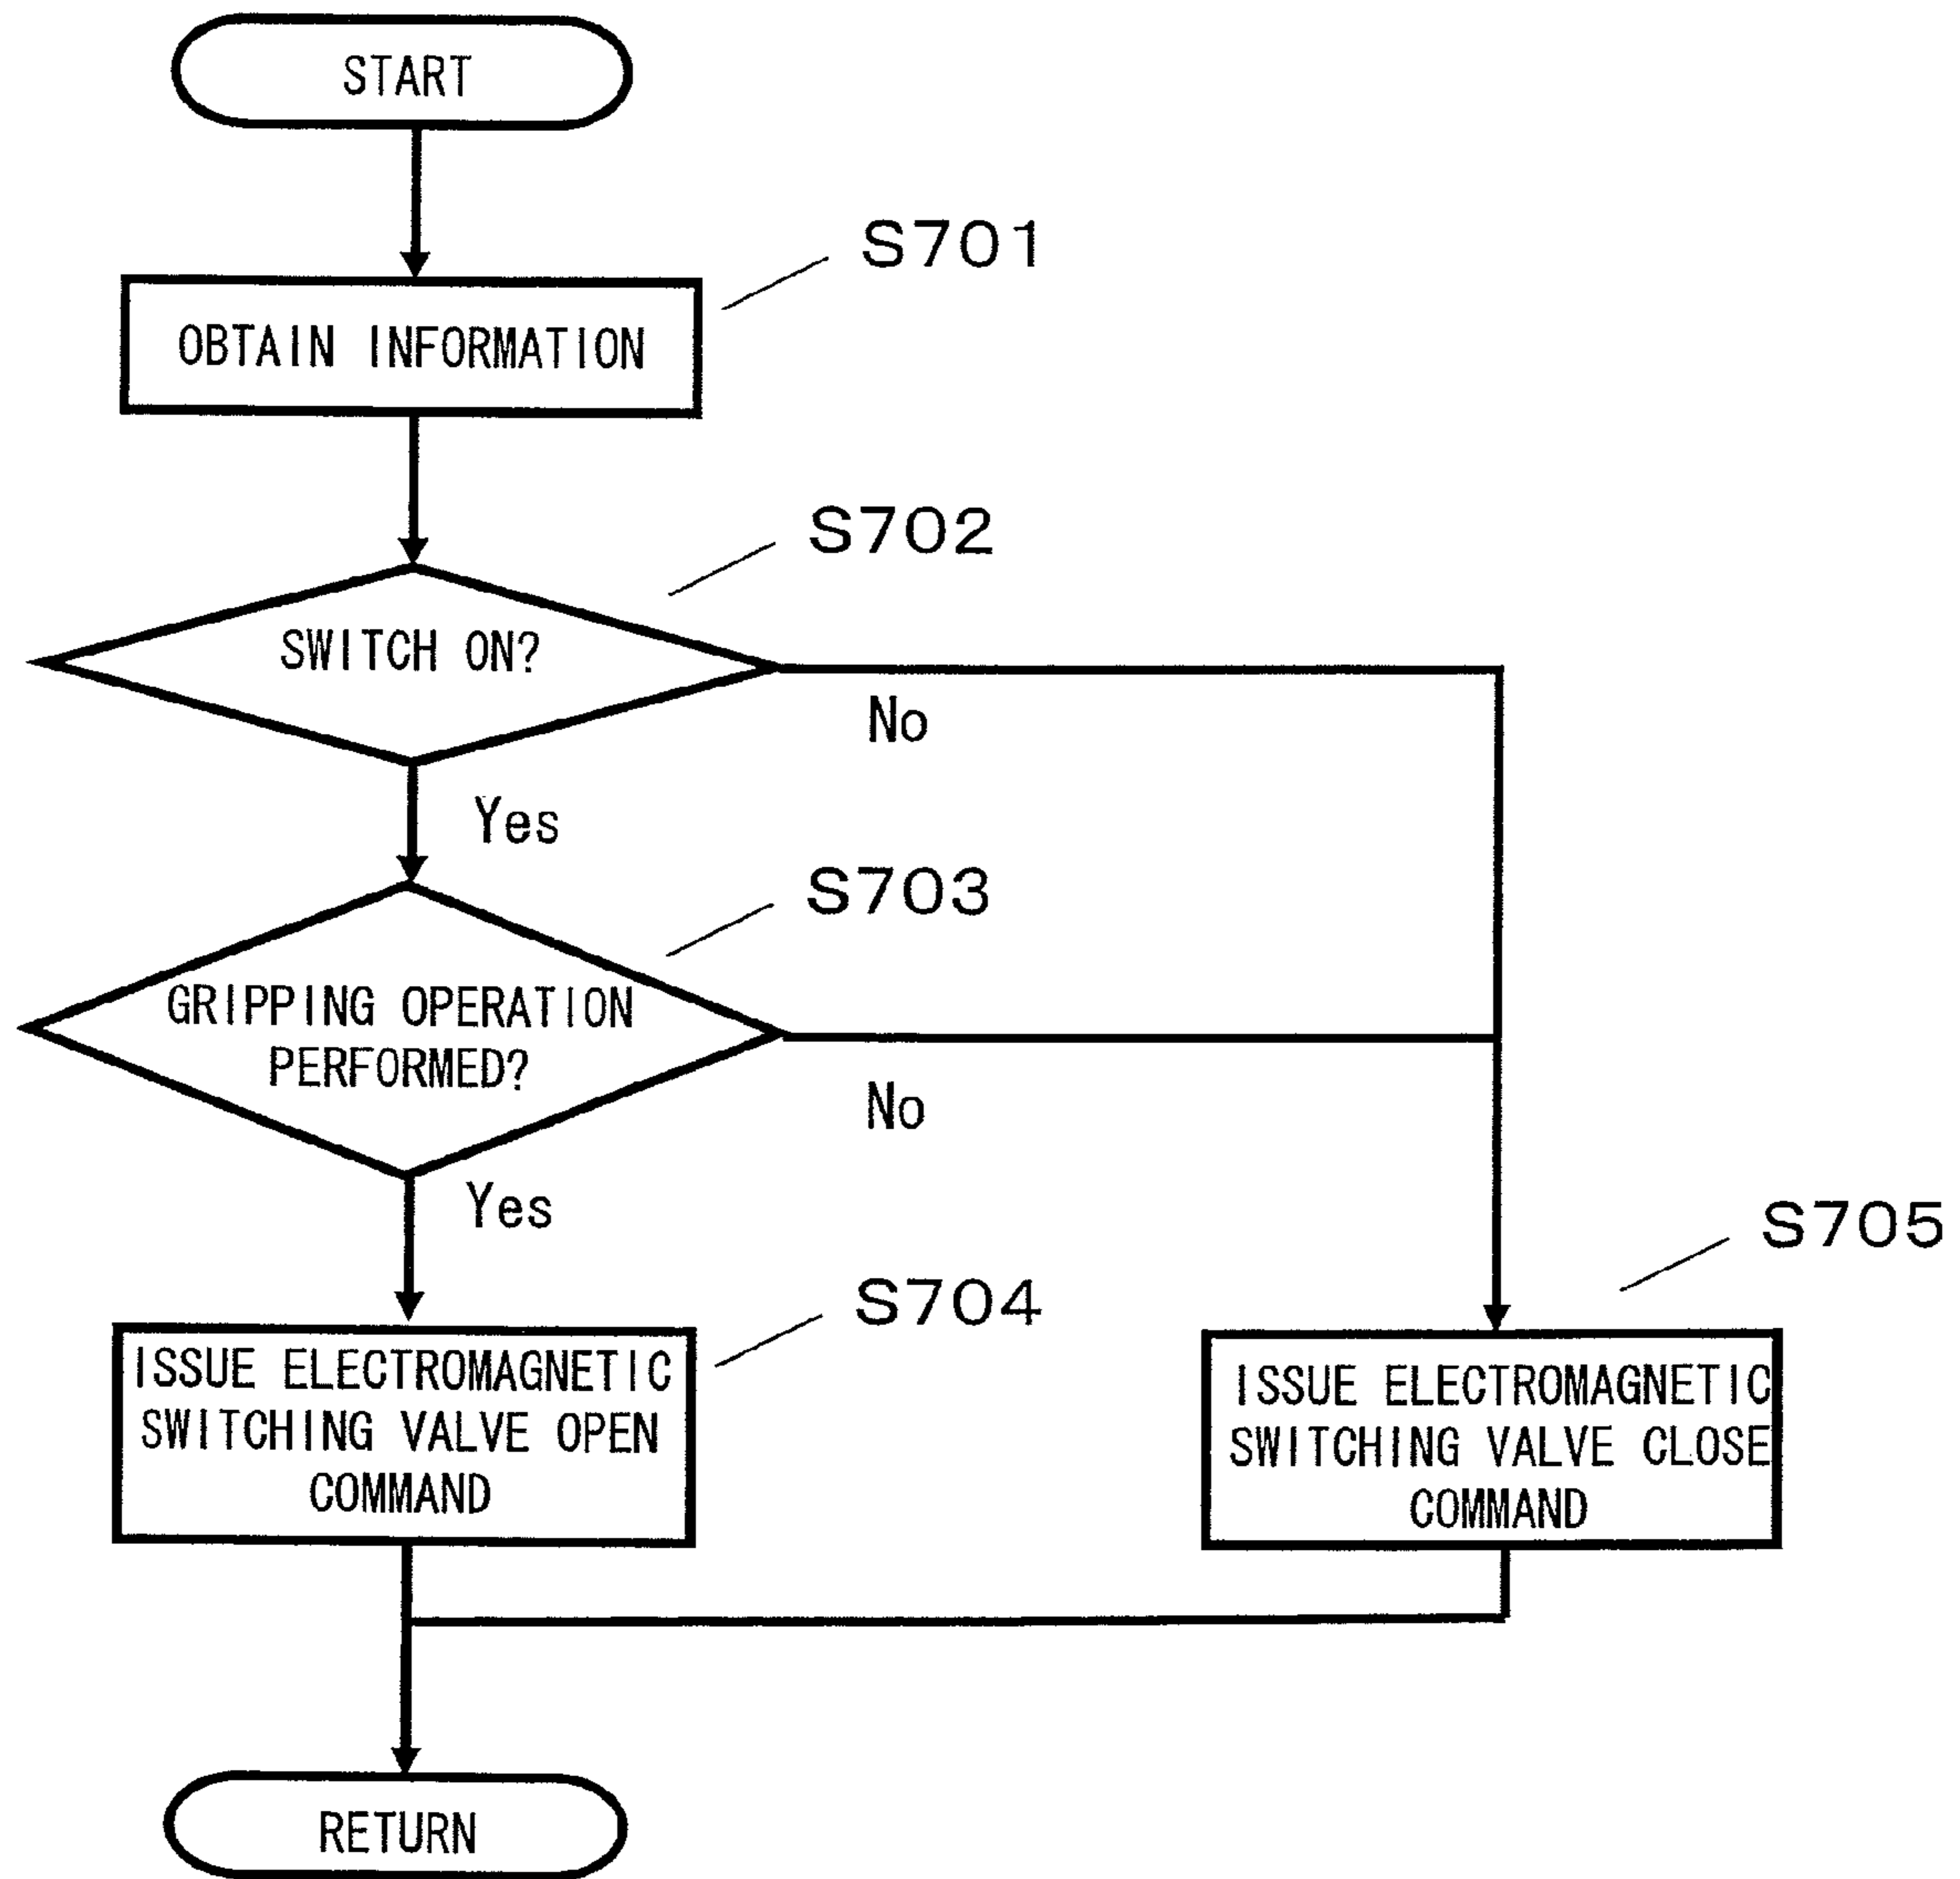 START
S701
OBTAIN INFORMATION
S702
SWITCH ON?
No
Yes
S703
GRIPPING OPERATION
PERFORMED?
No
Yes
S705
S704
ISSUE ELECTROMAGNETIC
SWITCHING VALVE OPEN
COMMAND
ISSUE ELECTROMAGNETIC
SWITCHING VALVE CLOSE
COMMAND
RETURN